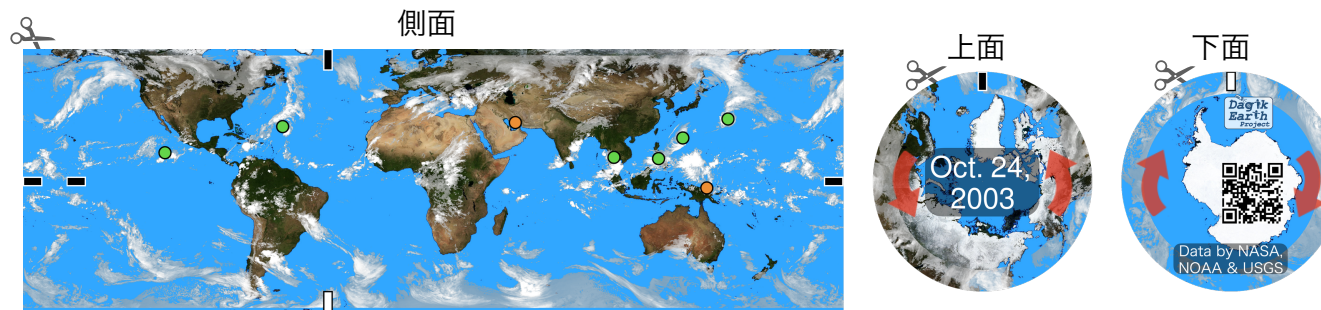 側面
上面
下面
Oct. 24,
2003
Dagik
Earth
Project
Data by NASA,
NOAA & USGS